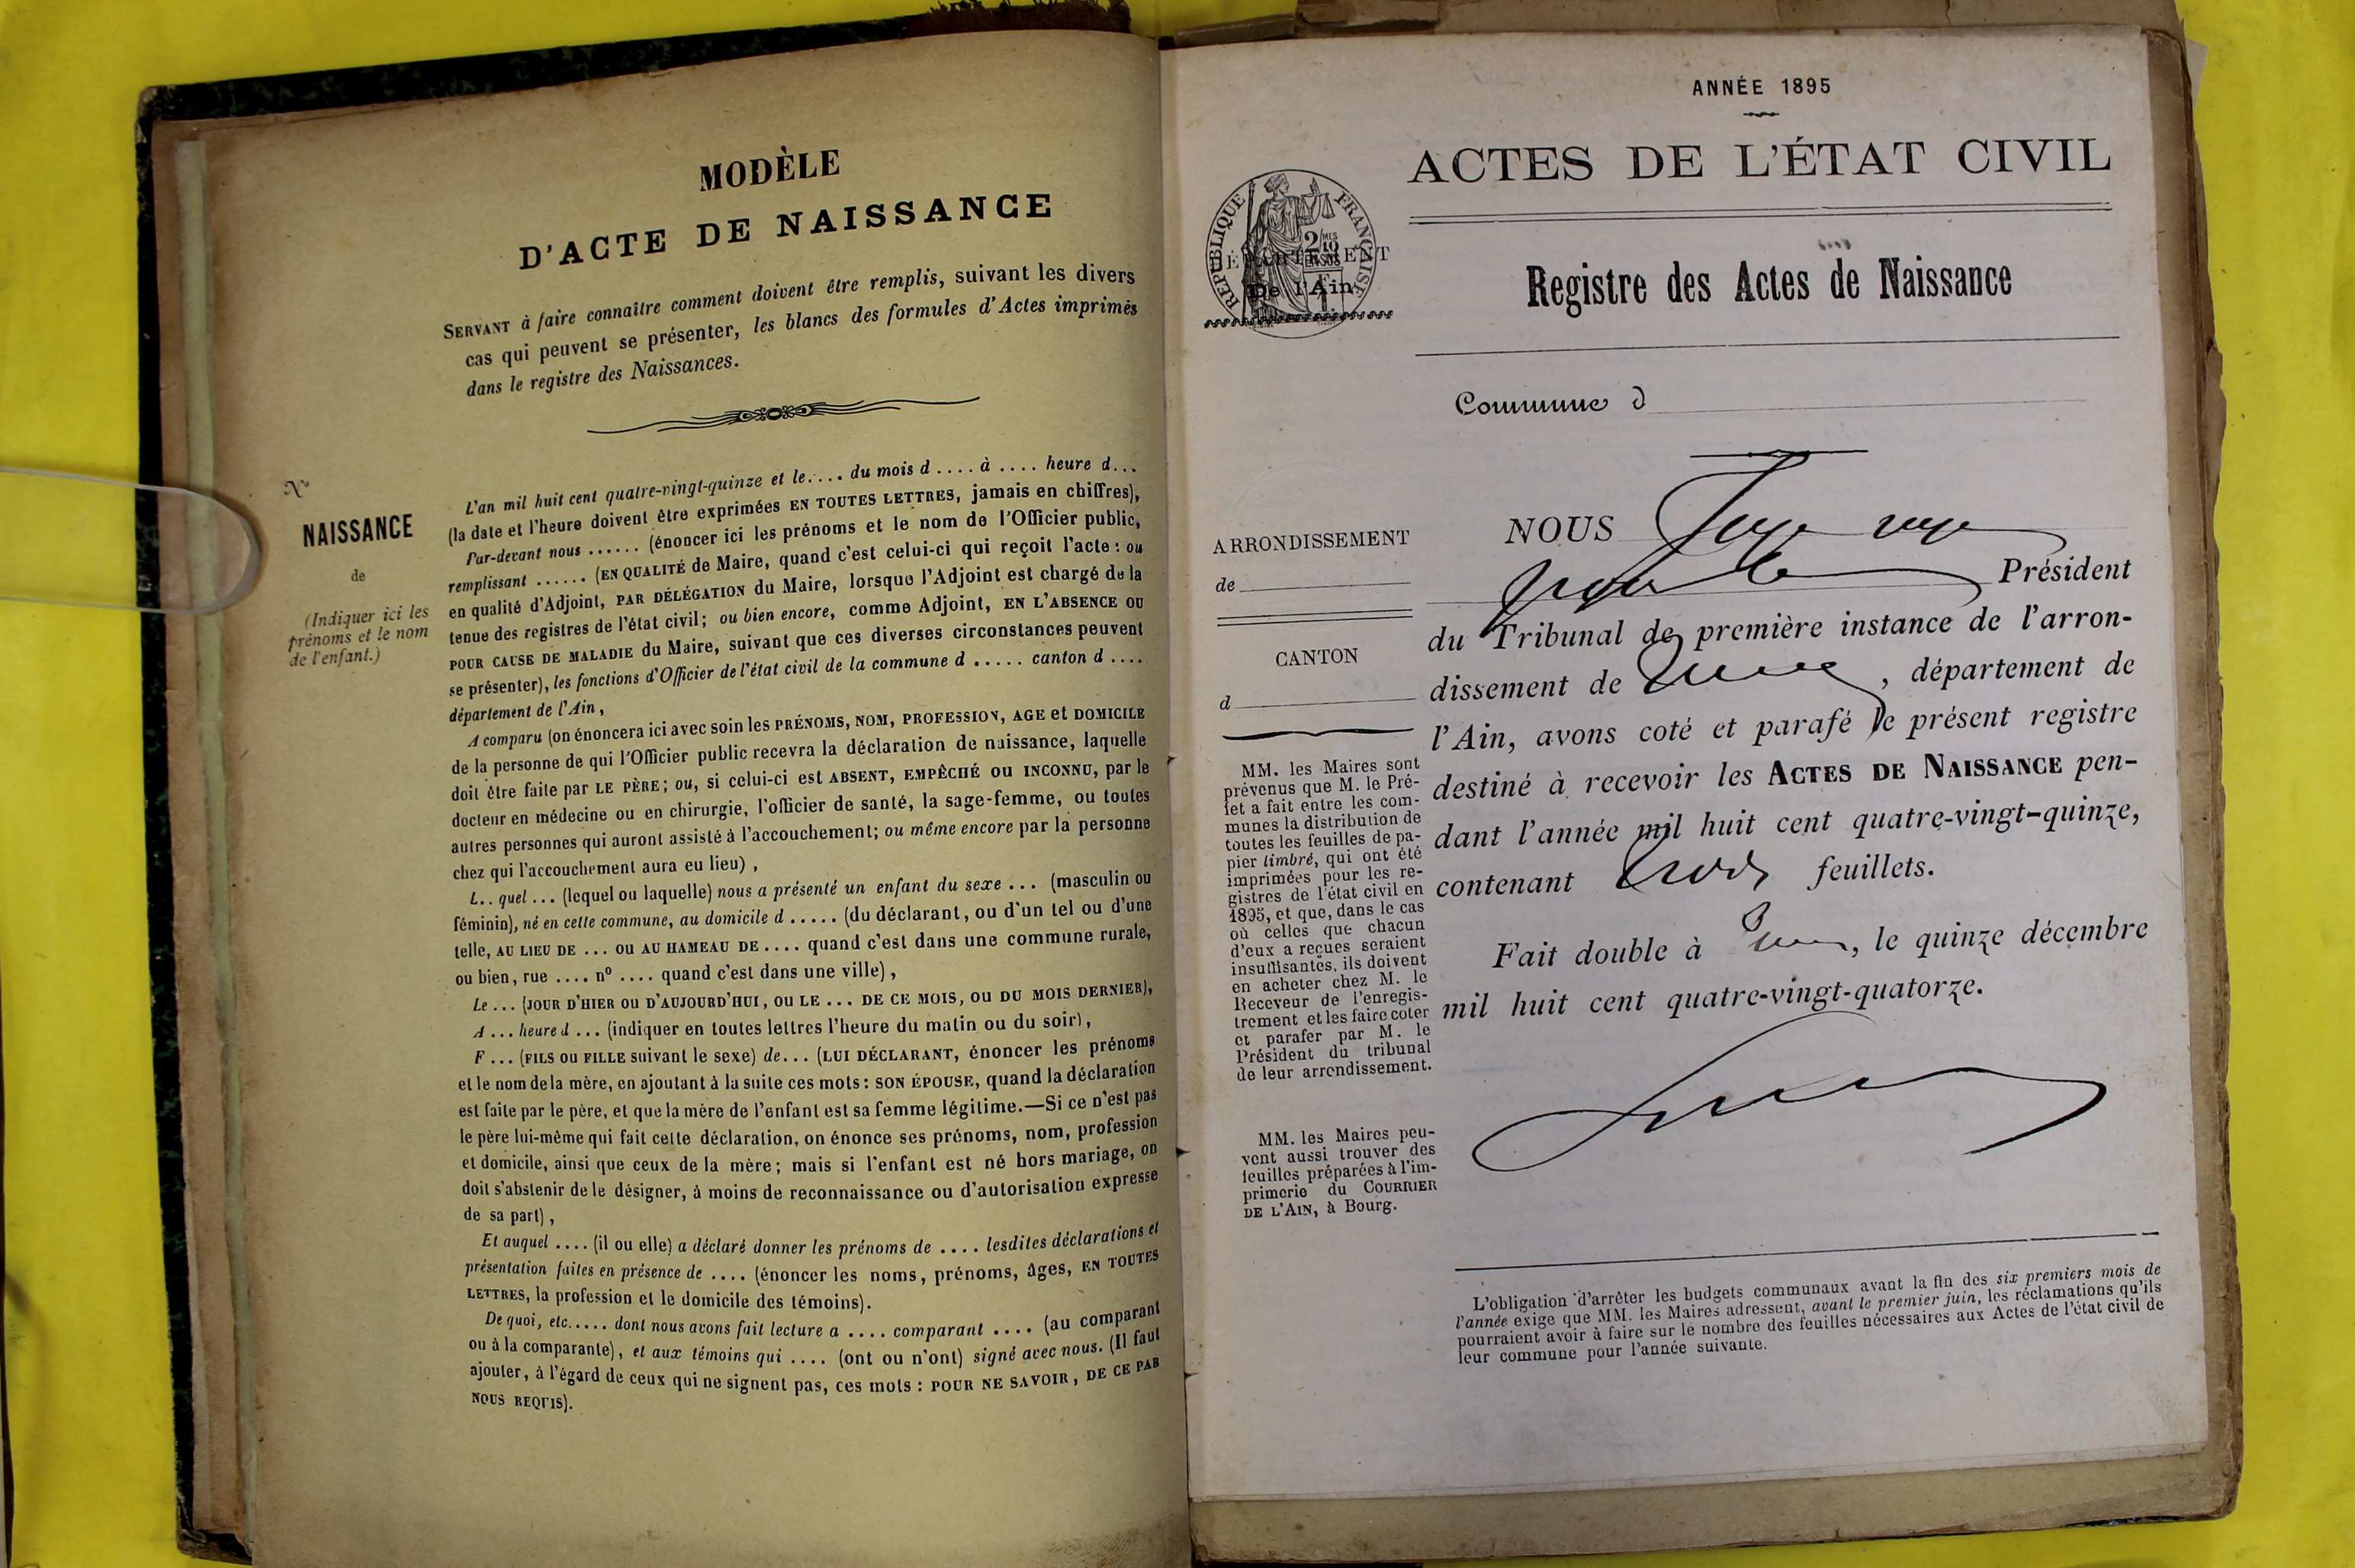 MODÈLE
D'ACTE DE NAISSANCE
SERVANT à faire connaître comment doivent être remplis, suivant les divers
cas qui peuvent se présenter, les blancs des formules d'Actes imprimés
dans le registre des Naissances.
N°
NAISSANCE
de
(Indiquer ici les
prénoms et le nom
de l'enfant.)
L'an mil huit cent quatre-vingt-quinze et le.... du mois d .... à .... heure d...
(la date et l'heure doivent être exprimées EN TOUTES LETTRES, jamais en chiffres),
Par-devant nous ...... (énoncer ici les prénoms et le nom de l'Officier public,
remplissant ...... (EN QUALITÉ de Maire, quand c'est celui-ci qui reçoit l'acte : ou
en qualité d'Adjoint, PAR DÉLÉGATION du Maire, lorsque l'Adjoint est chargé de la
tenue des registres de l'état civil; ou bien encore, comme Adjoint, EN L'ABSENCE OU
POUR CAUSE DE MALADIE du Maire, suivant que ces diverses circonstances peuvent
se présenter), les fonctions d'Officier de l'état civil de la commune d ..... canton d ....
département de l'Ain,
A comparu (on énoncera ici avec soin les PRÉNOMS, NOM, PROFESSION, AGE et DOMICILE
de la personne de qui l'Officier public recevra la déclaration de naissance, laquelle
doit être faite par LE PÈRE; ou, si celui-ci est ABSENT, EMPÊCHÉ OU INCONNU, par le
docteur en médecine ou en chirurgie, l'officier de santé, la sage-femme, ou toutes
autres personnes qui auront assisté à l'accouchement; ou même encore par la personne
chez qui l'accouchement aura eu lieu),
L.. quel ... (lequel ou laquelle) nous a présenté un enfant du sexe ... (masculin ou
féminin), né en cette commune, au domicile d ..... (du déclarant, ou d'un tel ou d'une
telle, AU LIEU DE ... OU AU HAMEAU DE .... quand c'est dans une commune rurale,
ou bien, rue .... n° .... quand c'est dans une ville),
Le ... (JOUR D'HIER OU D'AUJOURD'HUI, OU LE ... DE CE MOIS, OU DU MOIS DERNIER),
A ... heure d ... (indiquer en toutes lettres l'heure du matin ou du soir),
F ... (FILS OU FILLE suivant le sexe) de... (LUI DÉCLARANT, énoncer les prénoms
et le nom de la mère, en ajoutant à la suite ces mots : SON ÉPOUSE, quand la déclaration
est faite par le père, et que la mère de l'enfant est sa femme légitime.—Si ce n'est pas
le père lui-même qui fait cette déclaration, on énonce ses prénoms, nom, profession
et domicile, ainsi que ceux de la mère; mais si l'enfant est né hors mariage, on
doit s'abstenir de le désigner, à moins de reconnaissance ou d'autorisation expresse
de sa part),
Et auquel .... (il ou elle) a déclaré donner les prénoms de .... lesdites déclarations et
présentation faites en présence de .... (énoncer les noms, prénoms, âges, EN TOUTES
LETTRES, la profession et le domicile des témoins).
De quoi, etc..... dont nous avons fait lecture a .... comparant .... (au comparant
ou à la comparante), et aux témoins qui .... (ont ou n'ont) signé avec nous. (Il faut
ajouter, à l'égard de ceux qui ne signent pas, ces mots : POUR NE SAVOIR, DE CE PAR
NOUS REQUIS).
ANNÉE 1895
ACTES DE L'ÉTAT CIVIL
RÉPUBLIQUE FRANÇAISE
DÉPARTEMENT
De l'Ain
Registre des Actes de Naissance
Commune d
ARRONDISSEMENT
de
CANTON
d
MM. les Maires sont
prévenus que M. le Pré-
fet a fait entre les com-
munes la distribution de
toutes les feuilles de pa-
pier timbré, qui ont été
imprimées pour les re-
gistres de l'état civil en
1895, et que, dans le cas
où celles que chacun
d'eux a reçues seraient
insuffisantes, ils doivent
en acheter chez M. le
Receveur de l'enregis-
trement et les faire coter
et parafer par M. le
Président du tribunal
de leur arrondissement.
MM. les Maires peu-
vent aussi trouver des
feuilles préparées à l'im-
primerie du COURRIER
DE L'AIN, à Bourg.
NOUS
pour le Président
du Tribunal de première instance de l'arron-
dissement de , département de
l'Ain, avons coté et parafé le présent registre
destiné à recevoir les ACTES DE NAISSANCE pen-
dant l'année mil huit cent quatre-vingt-quinze,
contenant trois feuillets.
Fait double à , le quinze décembre
mil huit cent quatre-vingt-quatorze.
L'obligation d'arrêter les budgets communaux avant la fin des six premiers mois de
l'année exige que MM. les Maires adressent, avant le premier juin, les réclamations qu'ils
pourraient avoir à faire sur le nombre des feuilles nécessaires aux Actes de l'état civil de
leur commune pour l'année suivante.